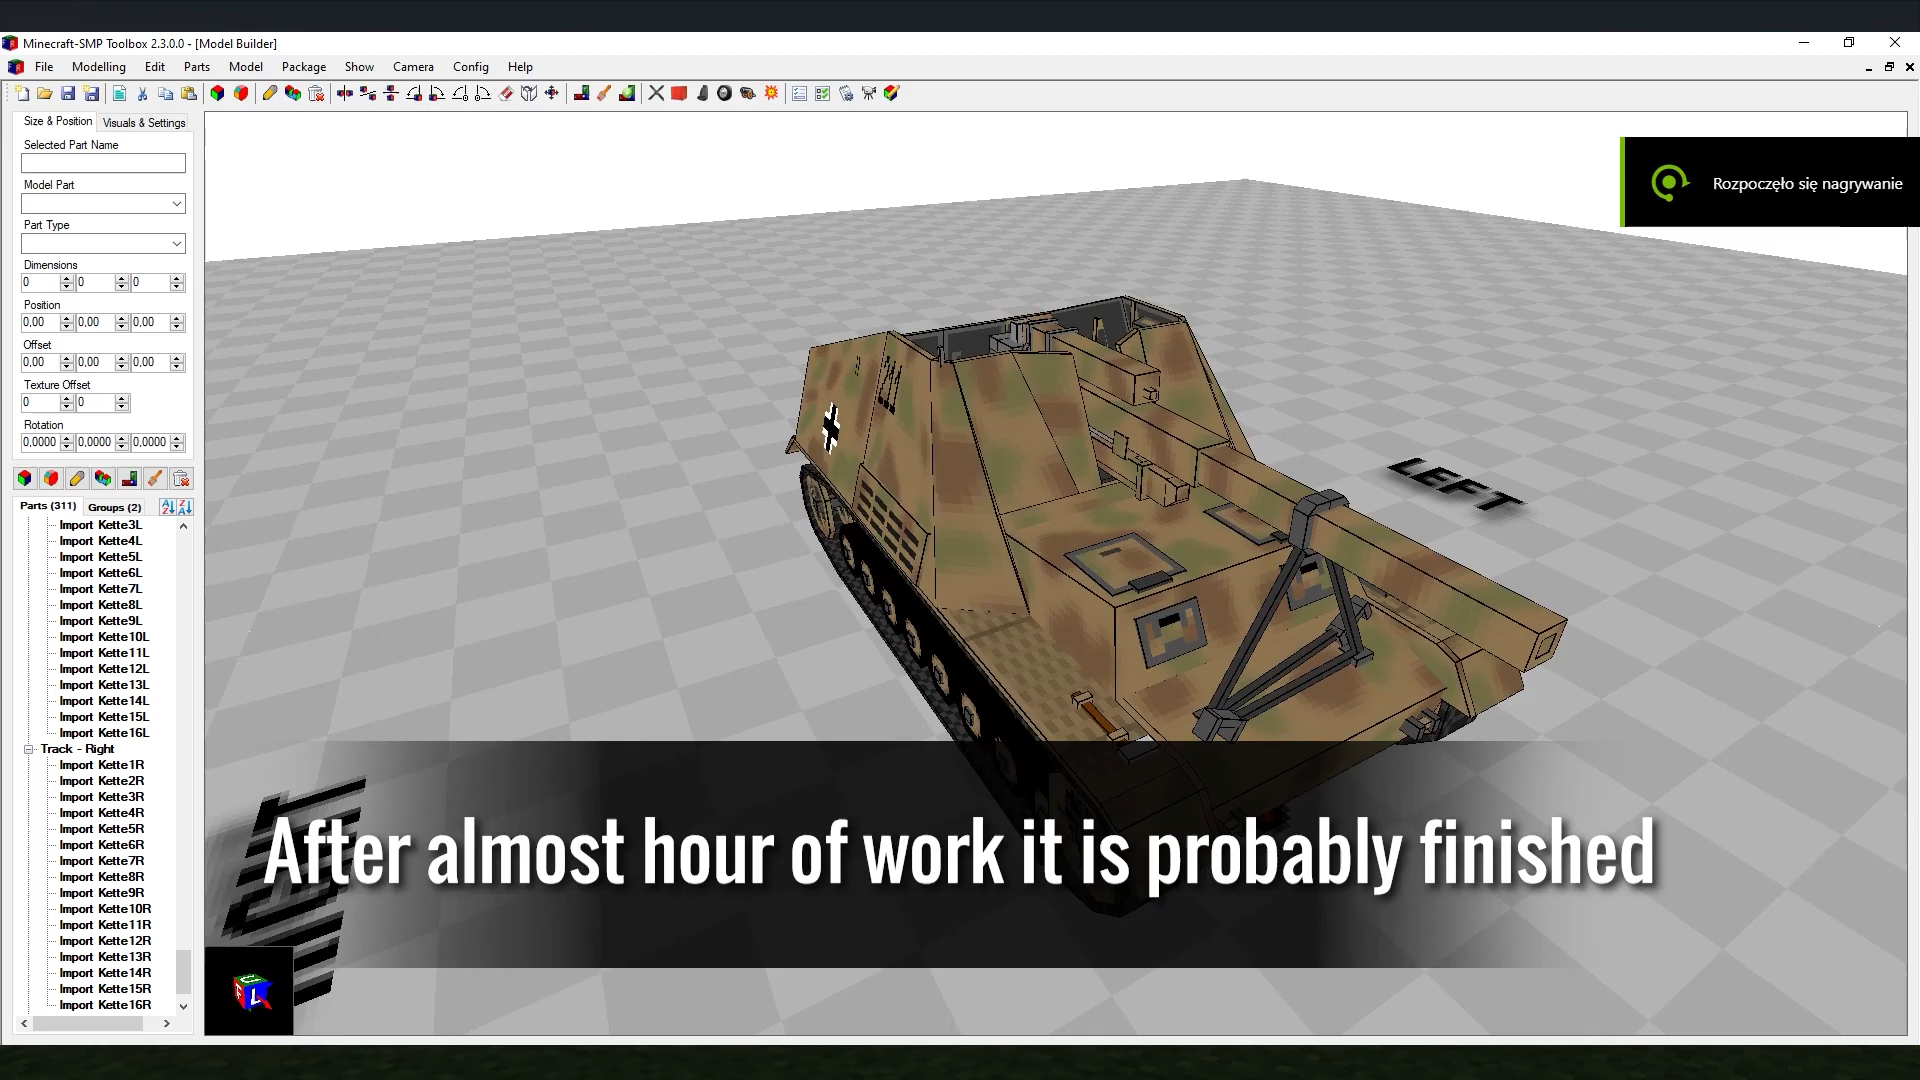 Minecraft-SMP Toolbox 2.3.0.0 - [Model Builder]
File Modelling Edit Parts Model Package Show Camera Config Help
Size & Position Visuals & Settings
Selected Part Name
Model Part
Part Type
Dimensions
0 0 0
Position
0,00 0,00 0,00
Offset
0,00 0,00 0,00
Texture Offset
0 0
Rotation
0,0000 0,0000 0,0000
Parts (311) Groups (2)
Import Kette3L
Import Kette4L
Import Kette5L
Import Kette6L
Import Kette7L
Import Kette8L
Import Kette9L
Import Kette10L
Import Kette11L
Import Kette12L
Import Kette13L
Import Kette14L
Import Kette15L
Import Kette16L
Track - Right
Import Kette1R
Import Kette2R
Import Kette3R
Import Kette4R
Import Kette5R
Import Kette6R
Import Kette7R
Import Kette8R
Import Kette9R
Import Kette10R
Import Kette11R
Import Kette12R
Import Kette13R
Import Kette14R
Import Kette15R
Import Kette16R
Rozpoczęło się nagrywanie
LEFT
After almost hour of work it is probably finished